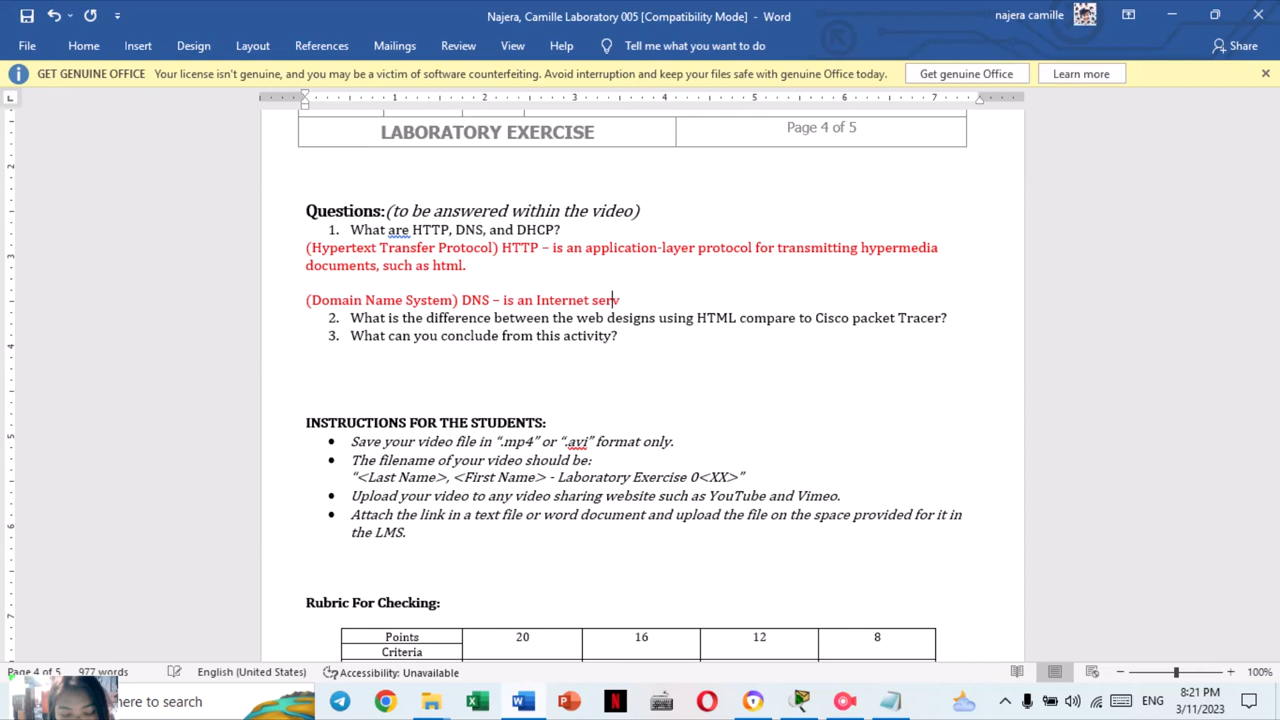 Najera, Camille Laboratory 005 [Compatibility Mode] - Word
najera camille
File Home Insert Design Layout References Mailings Review View Help Tell me what you want to do Share
GET GENUINE OFFICE Your license isn't genuine, and you may be a victim of software counterfeiting. Avoid interruption and keep your files safe with genuine Office today. Get genuine Office Learn more
1 2 3 4 5 6 7
LABORATORY EXERCISE Page 4 of 5
Questions:(to be answered within the video)
1. What are HTTP, DNS, and DHCP?
(Hypertext Transfer Protocol) HTTP – is an application-layer protocol for transmitting hypermedia
documents, such as html.
(Domain Name System) DNS – is an Internet serv
2. What is the difference between the web designs using HTML compare to Cisco packet Tracer?
3. What can you conclude from this activity?
INSTRUCTIONS FOR THE STUDENTS:
• Save your video file in “.mp4” or “.avi” format only.
• The filename of your video should be:
“<Last Name>, <First Name> - Laboratory Exercise 0<XX>”
• Upload your video to any video sharing website such as YouTube and Vimeo.
• Attach the link in a text file or word document and upload the file on the space provided for it in
the LMS.
Rubric For Checking:
Points 20 16 12 8
Criteria
Page 4 of 5 977 words English (United States) Accessibility: Unavailable 100%
here to search
ENG
8:21 PM
3/11/2023